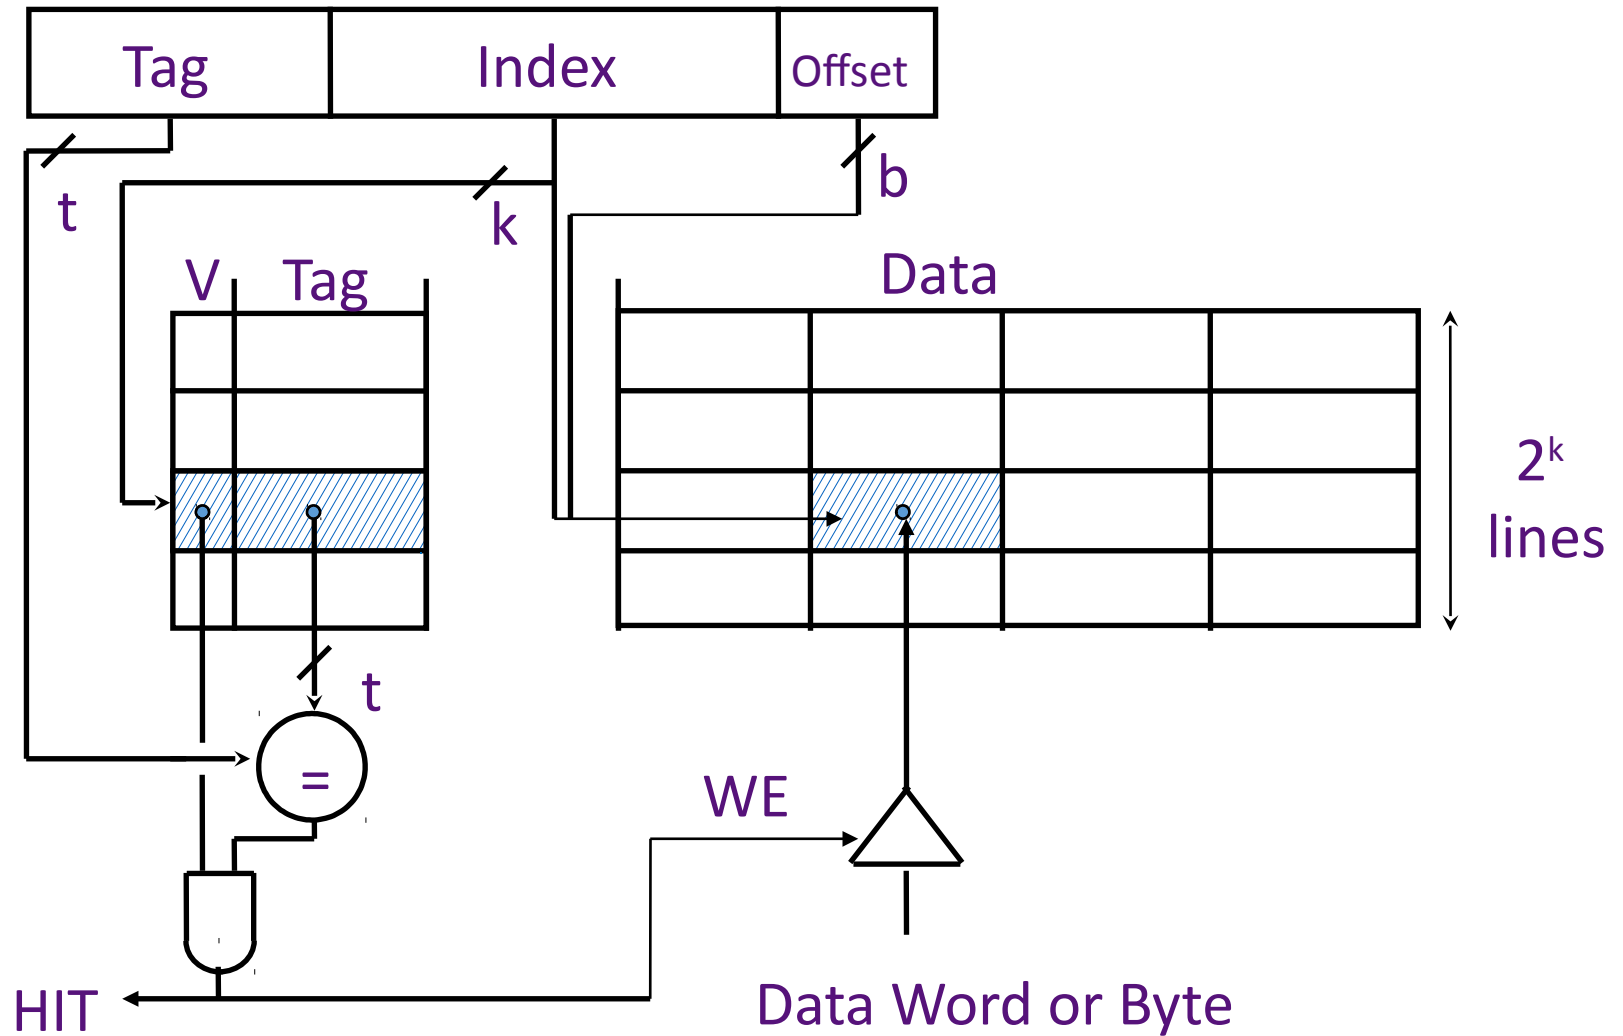 Tag Index Offset
t
k
b
V Tag
Data
2ᵏ
lines
t
=
WE
HIT
Data Word or Byte